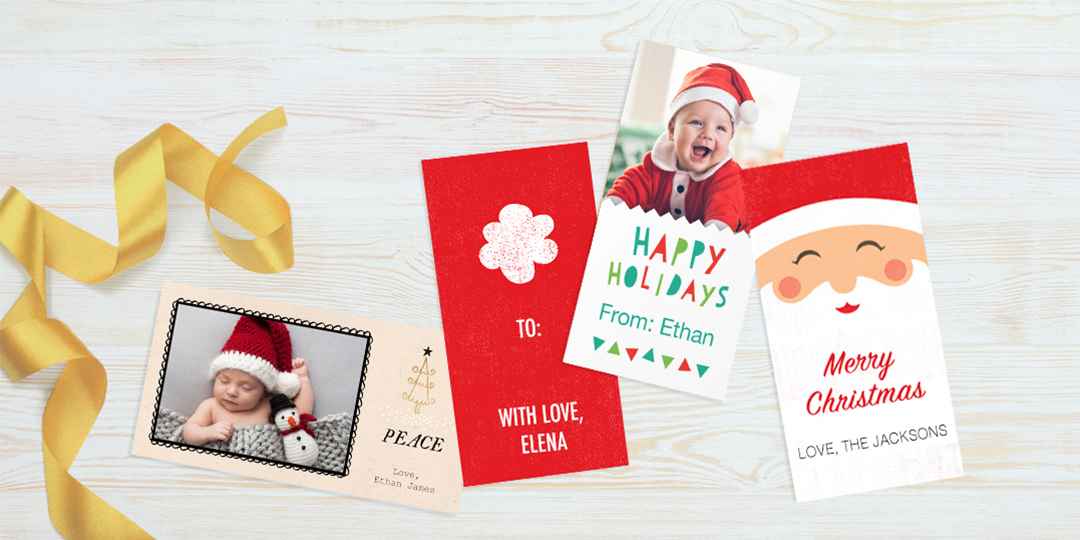 PEACE
Love,
Ethan James
TO:
WITH LOVE,
ELENA
HAPPY
HOLIDAYS
From: Ethan
Merry
Christmas
LOVE, THE JACKSONS